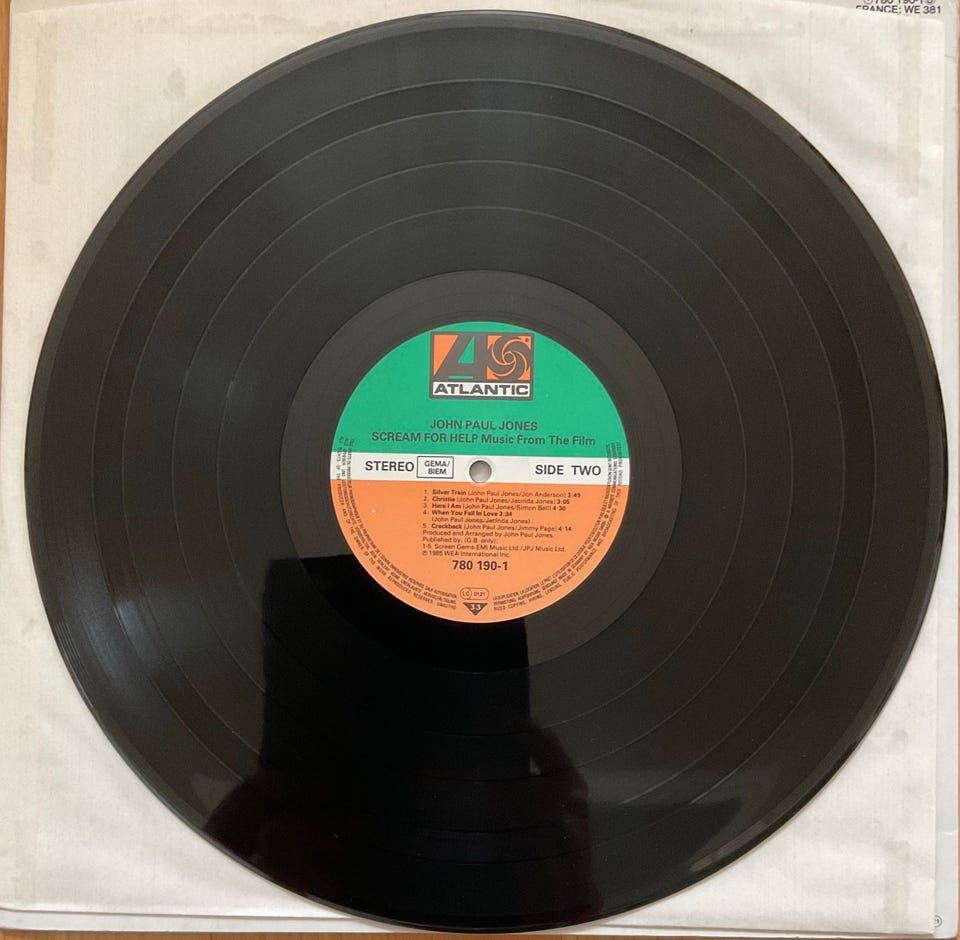 780 190-1 
FRANCE: WE 381
ATLANTIC
JOHN PAUL JONES
SCREAM FOR HELP Music From The Film
STEREO GEMA/ BIEM SIDE TWO
1. Silver Train (John Paul Jones/Jon Anderson) 3:49
2. Christie (John Paul Jones/Jacinda Jones) 3:05
3. Here I Am (John Paul Jones/Simon Bell) 4:30
4. When You Fall In Love 2:34
(John Paul Jones/Jacinda Jones)
5. Crackback (John Paul Jones/Jimmy Page) 4:14
Produced and Arranged by John Paul Jones.
Published by: (G.B. only):
1-5 Screen Gems-EMI Music Ltd./JPJ Music Ltd.
℗ 1985 WEA International Inc.
780 190-1
LC 0121
33